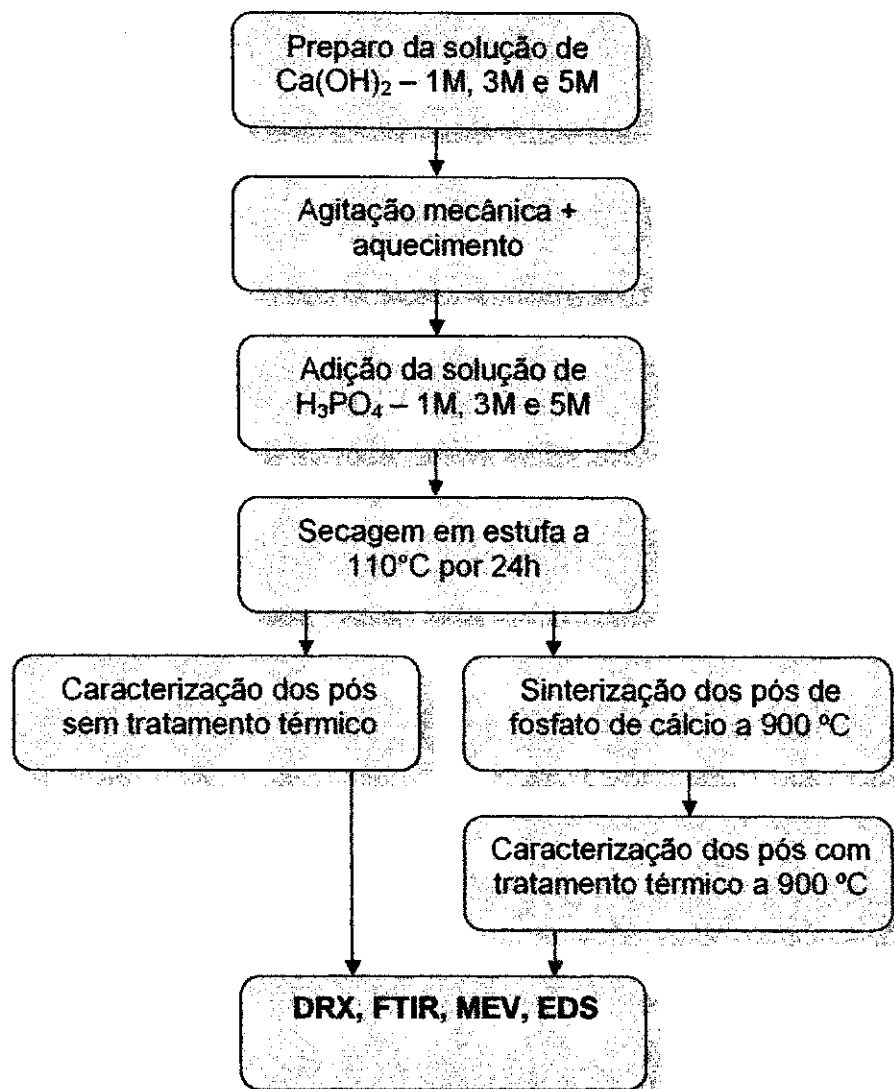 Preparo da solução de
Ca(OH)₂ – 1M, 3M e 5M
Agitação mecânica +
aquecimento
Adição da solução de
H₃PO₄ – 1M, 3M e 5M
Secagem em estufa a
110°C por 24h
Caracterização dos pós
sem tratamento térmico
Sinterização dos pós de
fosfato de cálcio a 900 ºC
Caracterização dos pós com
tratamento térmico a 900 ºC
DRX, FTIR, MEV, EDS